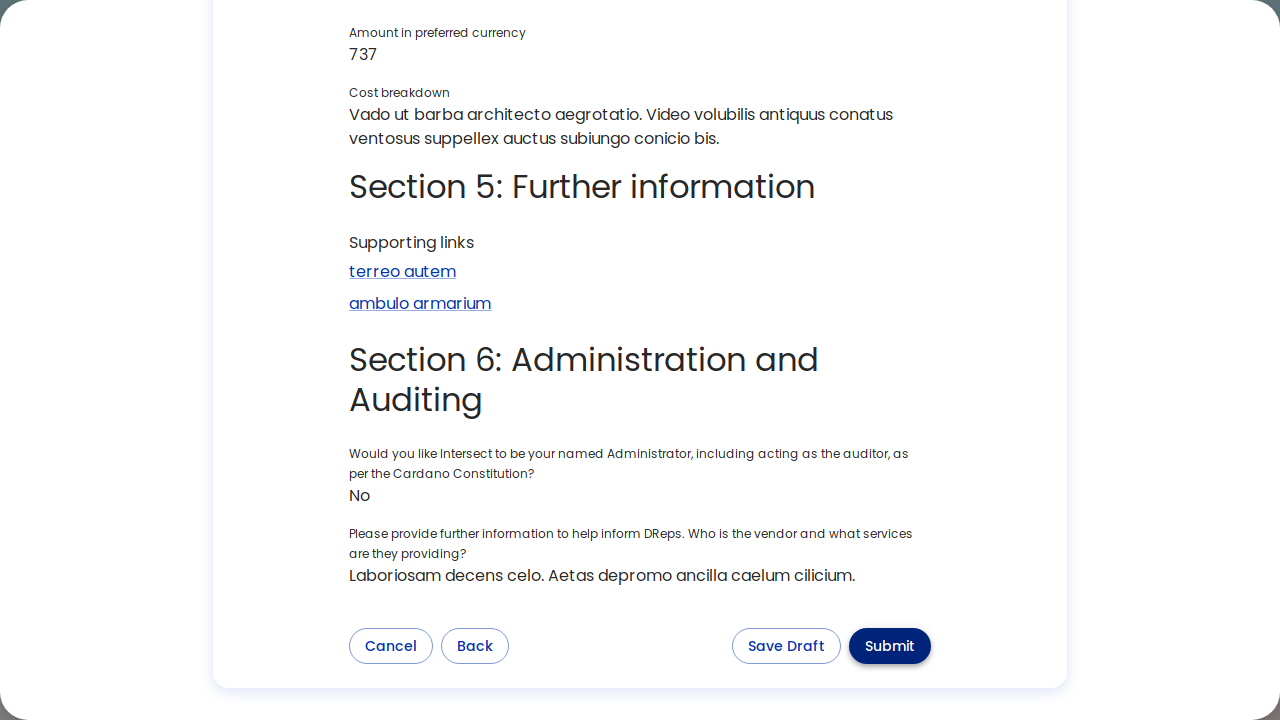 Amount in preferred currency
737
Cost breakdown
Vado ut barba architecto aegrotatio. Video volubilis antiquus conatus
ventosus suppellex auctus subiungo conicio bis.
Section 5: Further information
Supporting links
terreo autem
ambulo armarium
Section 6: Administration and
Auditing
Would you like Intersect to be your named Administrator, including acting as the auditor, as
per the Cardano Constitution?
No
Please provide further information to help inform DReps. Who is the vendor and what services
are they providing?
Laboriosam decens celo. Aetas depromo ancilla caelum cilicium.
Cancel Back Save Draft Submit